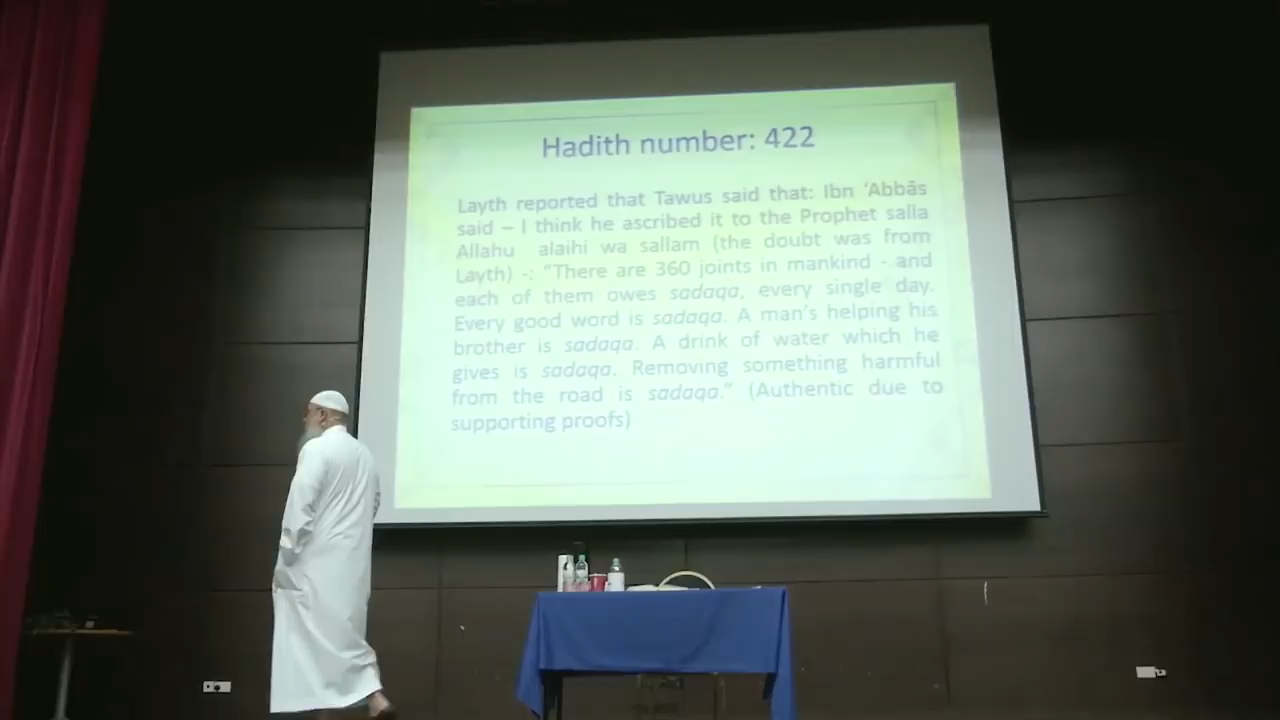 Hadith number: 422
Layth reported that Tawus said that: Ibn ‘Abbās
said – I think he ascribed it to the Prophet salla
Allahu alaihi wa sallam (the doubt was from
Layth) -: “There are 360 joints in mankind - and
each of them owes sadaqa, every single day.
Every good word is sadaqa. A man’s helping his
brother is sadaqa. A drink of water which he
gives is sadaqa. Removing something harmful
from the road is sadaqa.” (Authentic due to
supporting proofs)